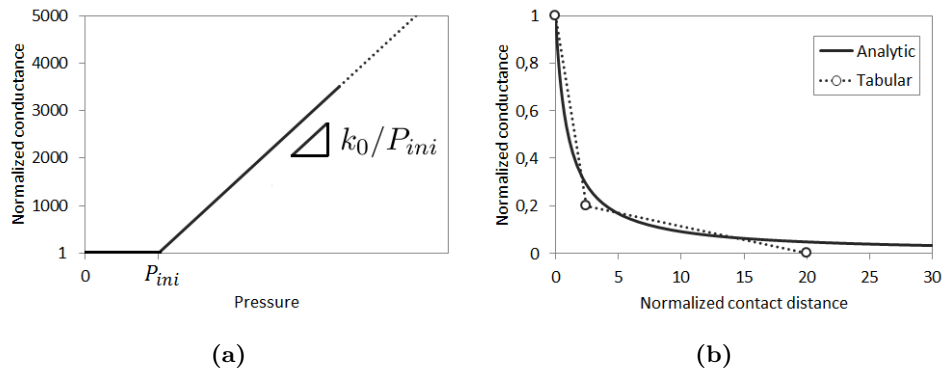 5000
4000
3000
2000
1000
1
0
P_ini
Normalized conductance
Pressure
k_0/P_ini
(a)
1
0,8
0,6
0,4
0,2
0
0 5 10 15 20 25 30
Normalized conductance
Normalized contact distance
Analytic
Tabular
(b)